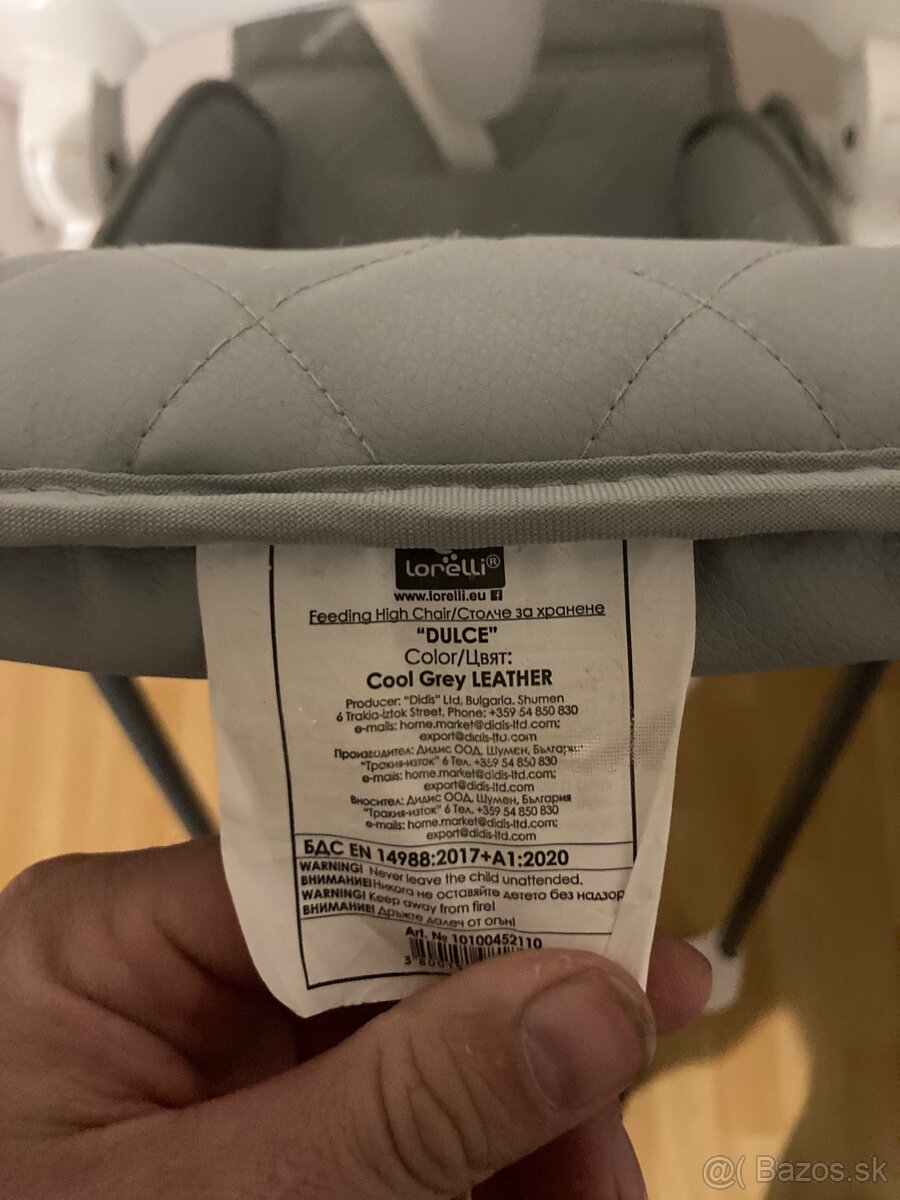 lorelli®
www.lorelli.eu
Feeding High Chair/Столче за хранене
"DULCE"
Color/Цвят:
Cool Grey LEATHER
Producer: "Didis" Ltd, Bulgaria, Shumen
6 Trakia-iztok Street, Phone: +359 54 850 830
e-mails: home.market@didis-ltd.com;
export@didis-ltd.com
Производител: Дидис ООД, Шумен, България
"Тракия-изток" 6 Тел. +359 54 850 830
e-mails: home.market@didis-ltd.com;
export@didis-ltd.com
Вносител: Дидис ООД, Шумен, България
"Тракия-изток" 6 Тел. +359 54 850 830
e-mails: home.market@didis-ltd.com;
export@didis-ltd.com
БДС EN 14988:2017+A1:2020
WARNING! Never leave the child unattended.
ВНИМАНИЕ! Никога не оставяйте детето без надзор
WARNING! Keep away from fire!
ВНИМАНИЕ! Дръжте далеч от огън!
Art. № 10100452110
@( Bazos.sk